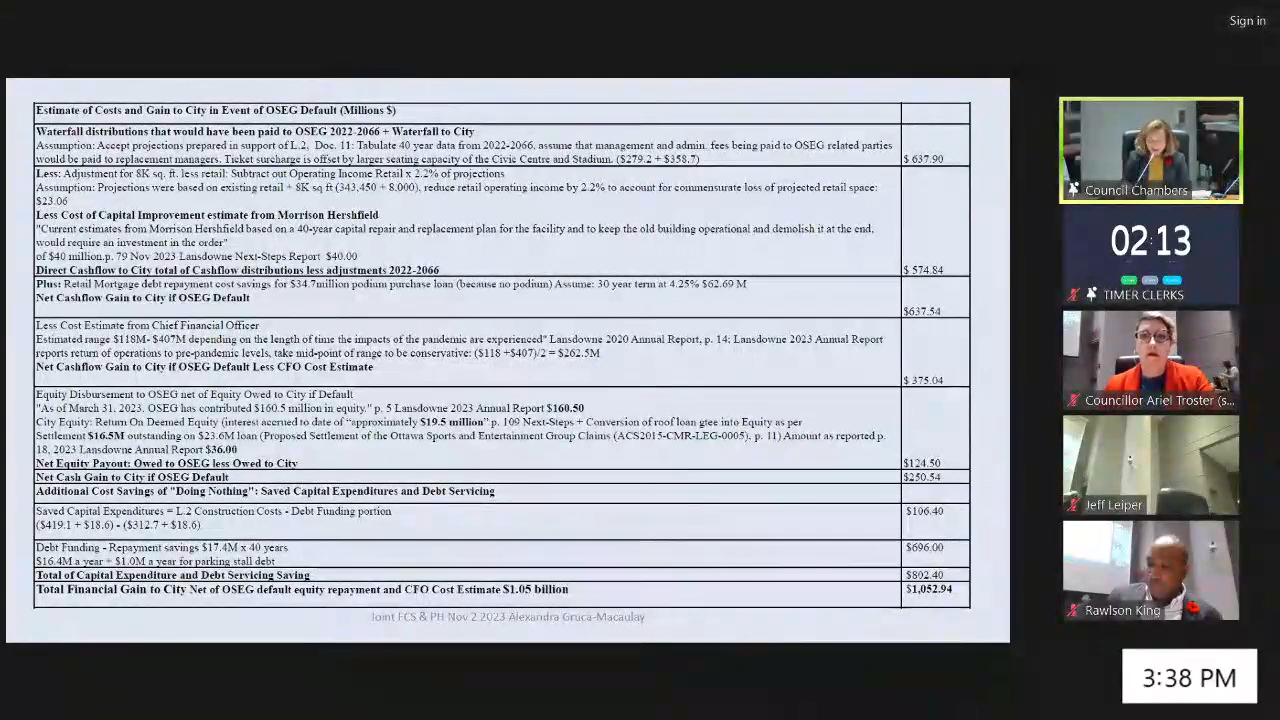 Sign in
Estimate of Costs and Gain to City in Event of OSEG Default (Millions $)
Waterfall distributions that would have been paid to OSEG 2022-2066 + Waterfall to City
Assumption: Accept projections prepared in support of L.2, Doc. 11: Tabulate 40 year data from 2022-2066, assume that management and admin. fees being paid to OSEG related parties
would be paid to replacement managers. Ticket surcharge is offset by larger seating capacity of the Civic Centre and Stadium. ($279.2 + $358.7)
$ 637.90
Less: Adjustment for 8K sq. ft. less retail: Subtract out Operating Income Retail x 2.2% of projections
Assumption: Projections were based on existing retail + 8K sq ft (343,450 + 8,000), reduce retail operating income by 2.2% to account for commensurate loss of projected retail space:
$23.06
Less Cost of Capital Improvement estimate from Morrison Hershfield
"Current estimates from Morrison Hershfield based on a 40-year capital repair and replacement plan for the facility and to keep the old building operational and demolish it at the end,
would require an investment in the order"
of $40 million.p. 79 Nov 2023 Lansdowne Next-Steps Report $40.00
Direct Cashflow to City total of Cashflow distributions less adjustments 2022-2066
$ 574.84
Plus: Retail Mortgage debt repayment cost savings for $34.7million podium purchase loan (because no podium) Assume: 30 year term at 4.25% $62.69 M
Net Cashflow Gain to City if OSEG Default
$637.54
Less Cost Estimate from Chief Financial Officer
Estimated range $118M- $407M depending on the length of time the impacts of the pandemic are experienced" Lansdowne 2020 Annual Report, p. 14; Lansdowne 2023 Annual Report
reports return of operations to pre-pandemic levels, take mid-point of range to be conservative: ($118 +$407)/2 = $262.5M
Net Cashflow Gain to City if OSEG Default Less CFO Cost Estimate
$ 375.04
Equity Disbursement to OSEG net of Equity Owed to City if Default
"As of March 31, 2023, OSEG has contributed $160.5 million in equity." p. 5 Lansdowne 2023 Annual Report $160.50
City Equity: Return On Deemed Equity (interest accrued to date of "approximately $19.5 million" p. 109 Next-Steps + Conversion of roof loan gtee into Equity as per
Settlement $16.5M outstanding on $23.6M loan (Proposed Settlement of the Ottawa Sports and Entertainment Group Claims (ACS2015-CMR-LEG-0005), p. 11) Amount as reported p.
18, 2023 Lansdowne Annual Report $36.00
Net Equity Payout: Owed to OSEG less Owed to City
$124.50
Net Cash Gain to City if OSEG Default
$250.54
Additional Cost Savings of "Doing Nothing": Saved Capital Expenditures and Debt Servicing
Saved Capital Expenditures = L.2 Construction Costs - Debt Funding portion
$106.40
($419.1 + $18.6) - ($312.7 + $18.6)
Debt Funding - Repayment savings $17.4M x 40 years
$696.00
$16.4M a year + $1.0M a year for parking stall debt
Total of Capital Expenditure and Debt Servicing Saving
$802.40
Total Financial Gain to City Net of OSEG default equity repayment and CFO Cost Estimate $1.05 billion
$1,052.94
Joint FCS & PH Nov 2 2023 Alexandra Gruca-Macaulay
Council Chambers
02:13
TIMER CLERKS
Councillor Ariel Troster (s...
Jeff Leiper
Rawlson King
3:38 PM